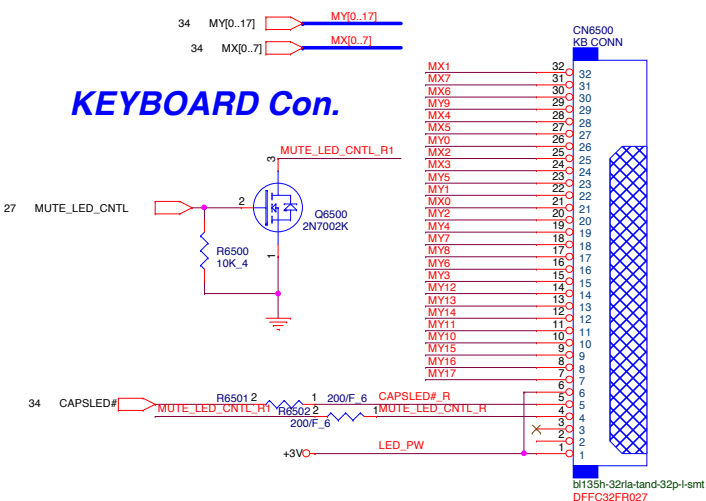 34 MY[0..17] MY[0..17]
34 MX[0..7] MX[0..7]
KEYBOARD Con.
CN6500
KB CONN
MX1 32 32
MX7 31 31
MX6 30 30
MY9 29 29
MX4 28 28
MX5 27 27
MY0 26 26
MX2 25 25
MX3 24 24
MY5 23 23
MY1 22 22
MX0 21 21
MY2 20 20
MY4 19 19
MY7 18 18
MY8 17 17
MY6 16 16
MY3 15 15
MY12 14 14
MY13 13 13
MY14 12 12
MY11 11 11
MY10 10 10
MY15 9 9
MY16 8 8
MY17 7 7
6 6
5 5
4 4
3 3
2 2
1 1
3 MUTE_LED_CNTL_R1
27 MUTE_LED_CNTL 2
Q6500
2N7002K
1
R6500
10K_4
34 CAPSLED# R6501 2 1 200/F_6 CAPSLED#_R
MUTE_LED_CNTL_R1 R6502 2 1 MUTE_LED_CNTL_R
200/F_6
+3V LED_PW
bl135h-32rla-tand-32p-l-smt
DFFC32FR027